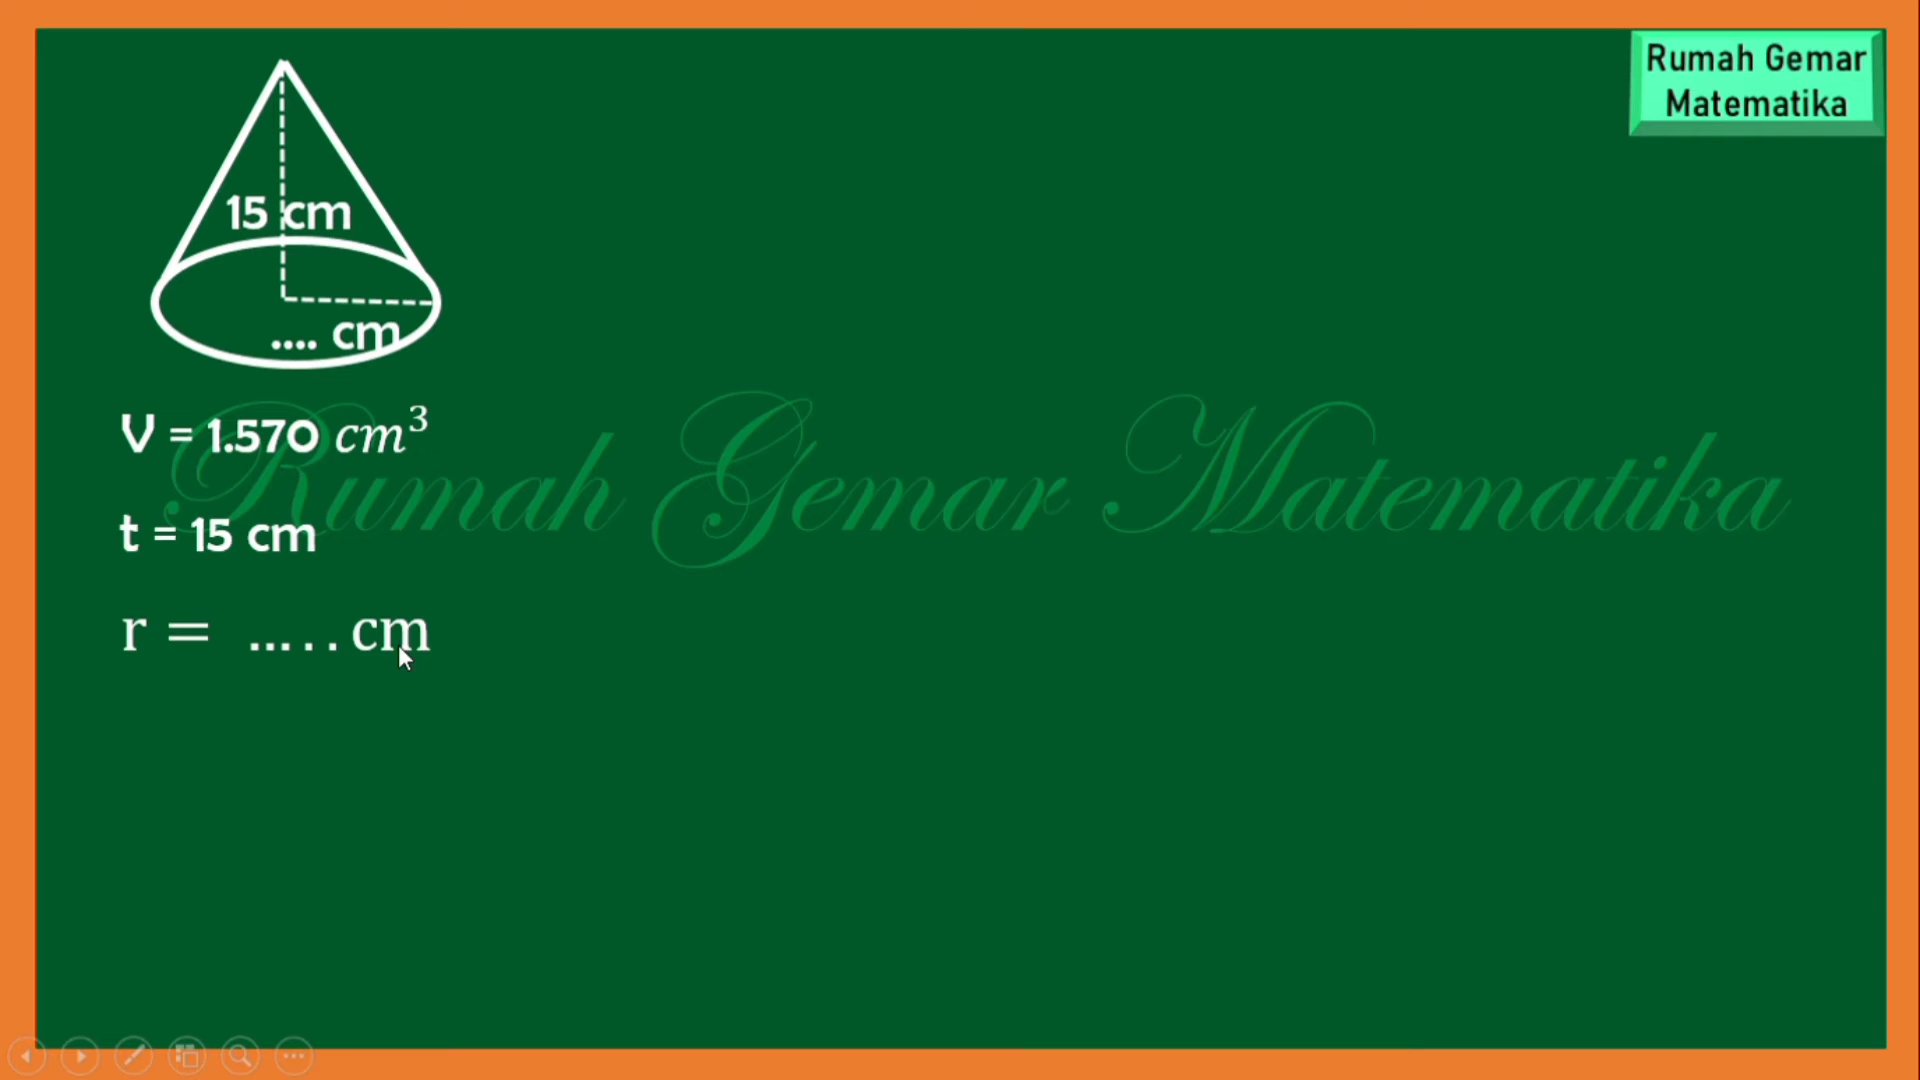 Rumah Gemar
Matematika
15 cm
.... cm
V = 1.570 cm³
Rumah Gemar Matematika
t = 15 cm
r = ….. cm